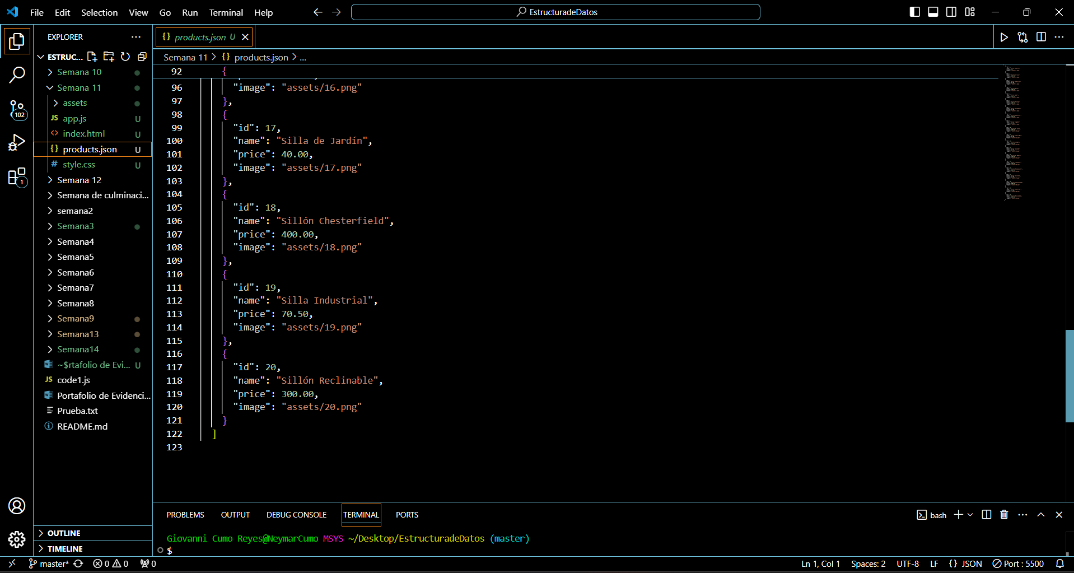 File Edit Selection View Go Run Terminal Help
EstructuradeDatos
EXPLORER
ESTRUC...
Semana 10
Semana 11
assets
JS app.js U
<> index.html U
{} products.json U
# style.css U
Semana 12
Semana de culminaci...
semana2
Semana3
Semana4
Semana5
Semana6
Semana7
Semana8
Semana9
Semana13
Semana14
~$rtafolio de Evi... U
JS code1.js
Portafolio de Evidenci...
Prueba.txt
README.md
OUTLINE
TIMELINE
102
1
{} products.json U
Semana 11 > {} products.json > ...
92 {
96 "image": "assets/16.png"
97 },
98 {
99 "id": 17,
100 "name": "Silla de Jardín",
101 "price": 40.00,
102 "image": "assets/17.png"
103 },
104 {
105 "id": 18,
106 "name": "Sillón Chesterfield",
107 "price": 400.00,
108 "image": "assets/18.png"
109 },
110 {
111 "id": 19,
112 "name": "Silla Industrial",
113 "price": 70.50,
114 "image": "assets/19.png"
115 },
116 {
117 "id": 20,
118 "name": "Sillón Reclinable",
119 "price": 300.00,
120 "image": "assets/20.png"
121 }
122 ]
123
PROBLEMS OUTPUT DEBUG CONSOLE TERMINAL PORTS
bash
Giovanni Cumo Reyes@NeymarCumo MSYS ~/Desktop/EstructuradeDatos (master)
$
master* 0 0 0
Ln 1, Col 1 Spaces: 2 UTF-8 LF {} JSON Port : 5500